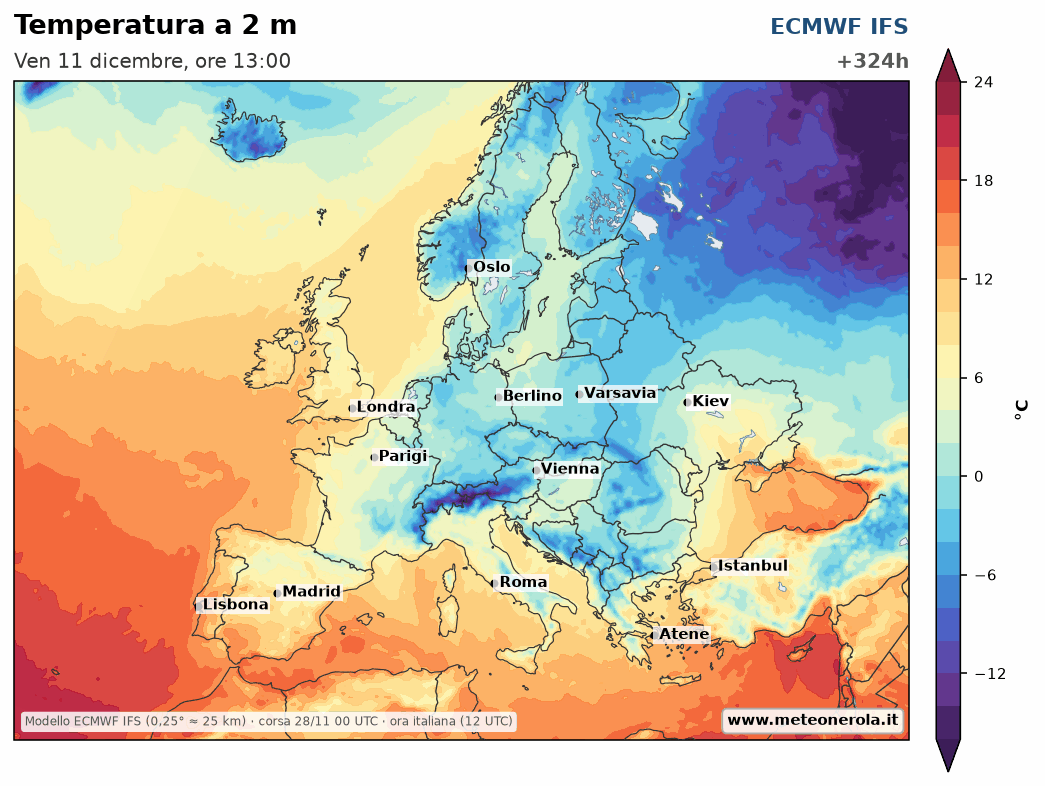 Temperatura a 2 m
ECMWF IFS
Ven 11 dicembre, ore 13:00
+324h
24
18
12
6
0
−6
−12
°C
Oslo
Berlino
Varsavia
Kiev
Londra
Parigi
Vienna
Istanbul
Roma
Madrid
Lisbona
Atene
Modello ECMWF IFS (0,25° ≈ 25 km) · corsa 28/11 00 UTC · ora italiana (12 UTC)
www.meteonerola.it